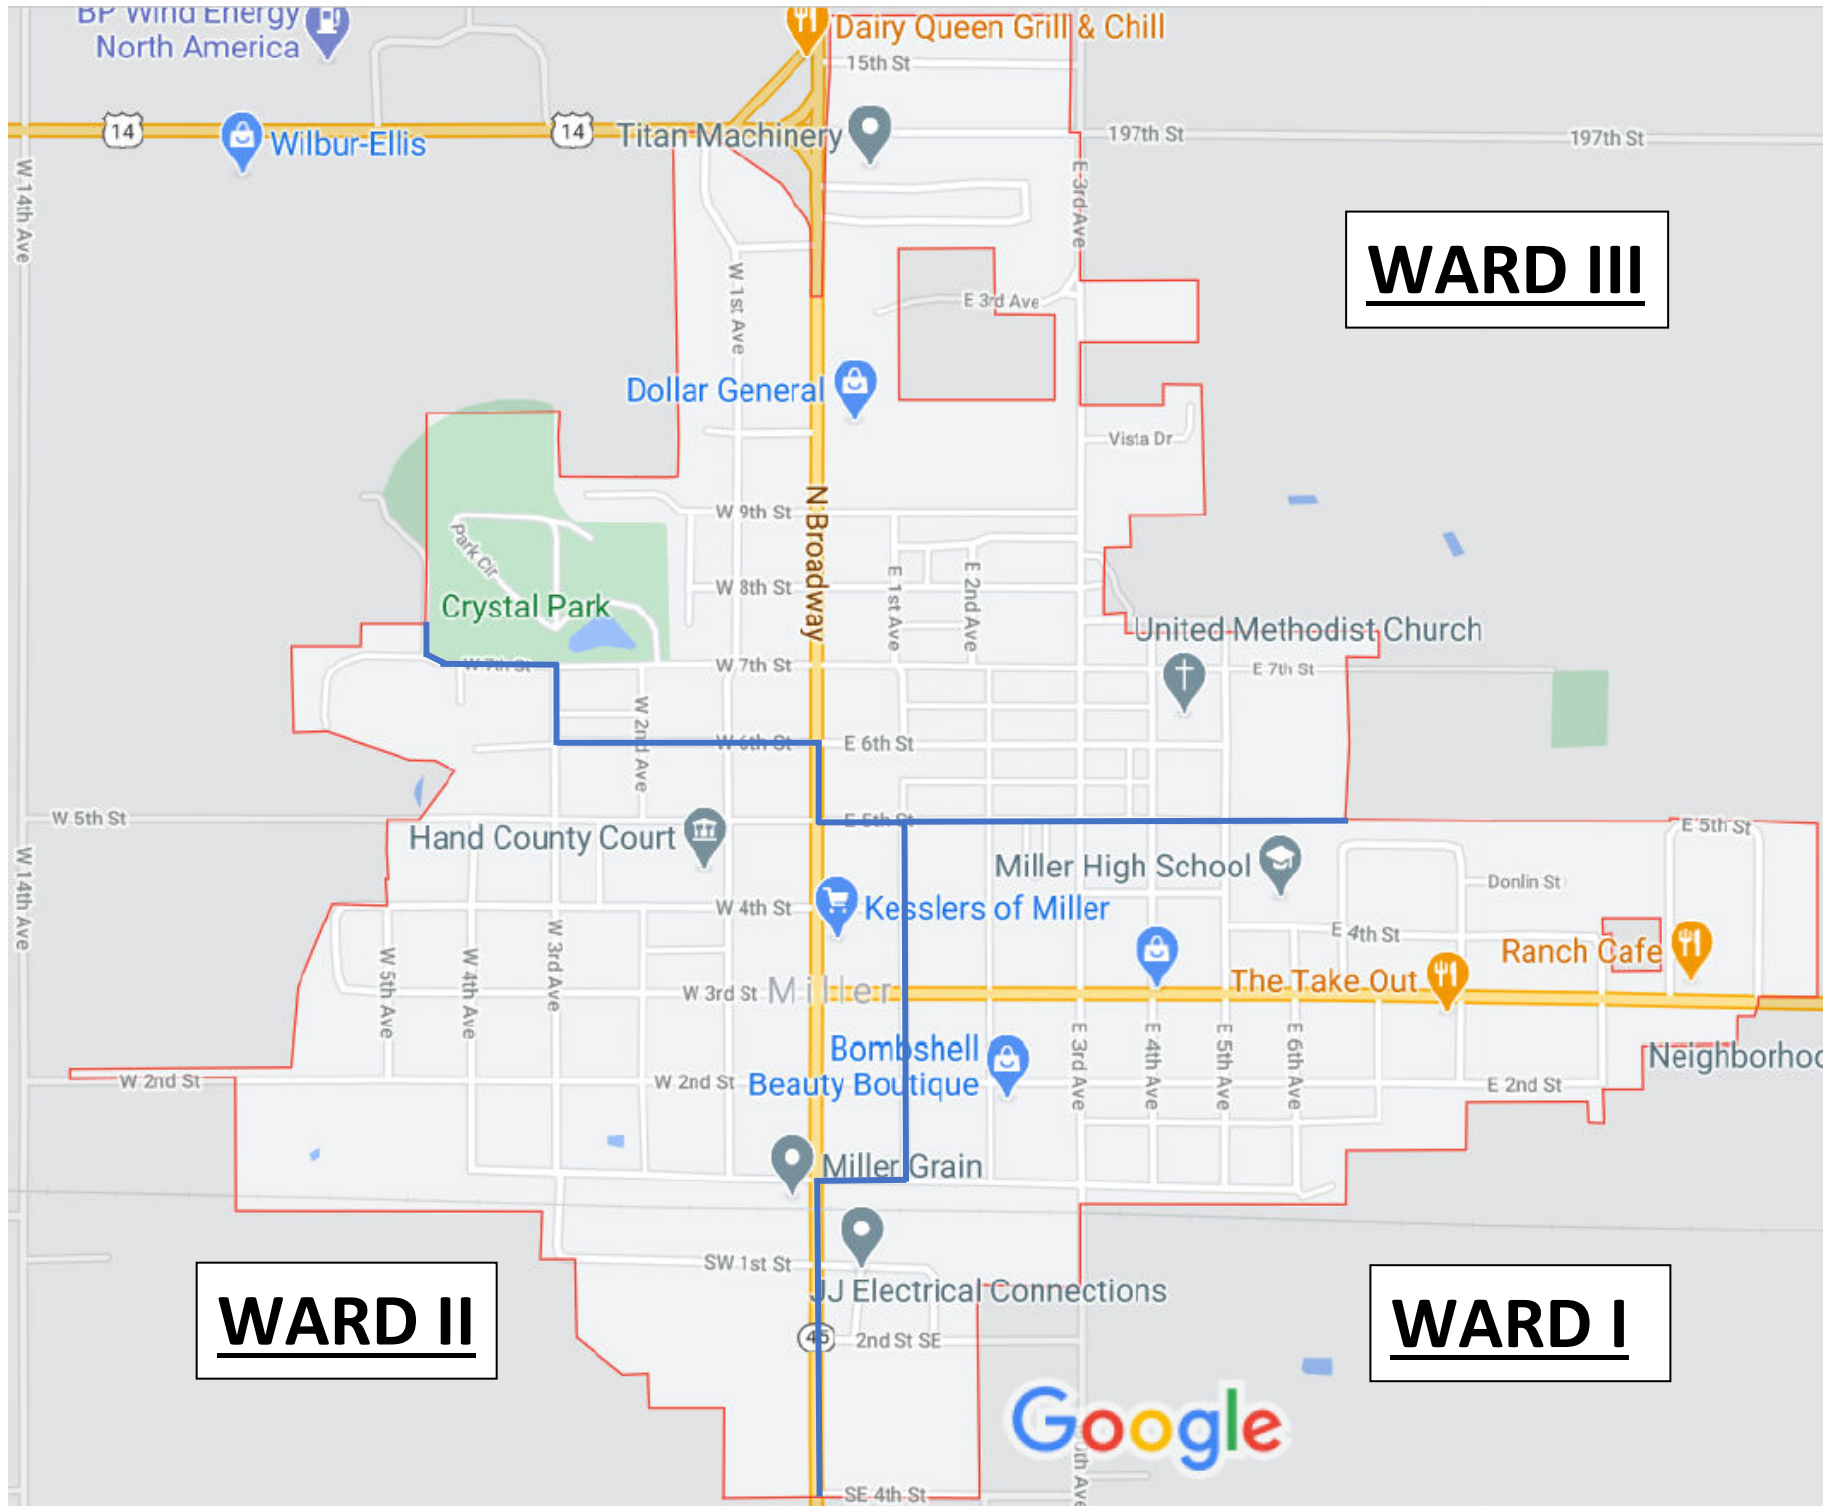 BP Wind Energy
North America
Dairy Queen Grill & Chill
15th St
14
14
Wilbur-Ellis
Titan Machinery
197th St
197th St
W 14th Ave
E 3rd Ave
WARD III
W 1st Ave
E 3rd Ave
Dollar General
Vista Dr
N Broadway
W 9th St
Park Cir
W 8th St
E 1st Ave
E 2nd Ave
Crystal Park
United Methodist Church
W 7th St
W 7th St
E 7th St
W 2nd Ave
W 6th St
E 6th St
W 5th St
E 5th St
E 5th St
Hand County Court
Miller High School
Donlin St
W 14th Ave
W 4th St
Kesslers of Miller
E 4th St
Ranch Cafe
W 5th Ave
W 4th Ave
W 3rd Ave
The Take Out
W 3rd St
Miller
E 3rd Ave
E 4th Ave
E 5th Ave
E 6th Ave
Bombshell
Beauty Boutique
Neighborhoo
W 2nd St
W 2nd St
E 2nd St
Miller Grain
SW 1st St
JJ Electrical Connections
WARD II
WARD I
45
2nd St SE
Google
SE 4th St